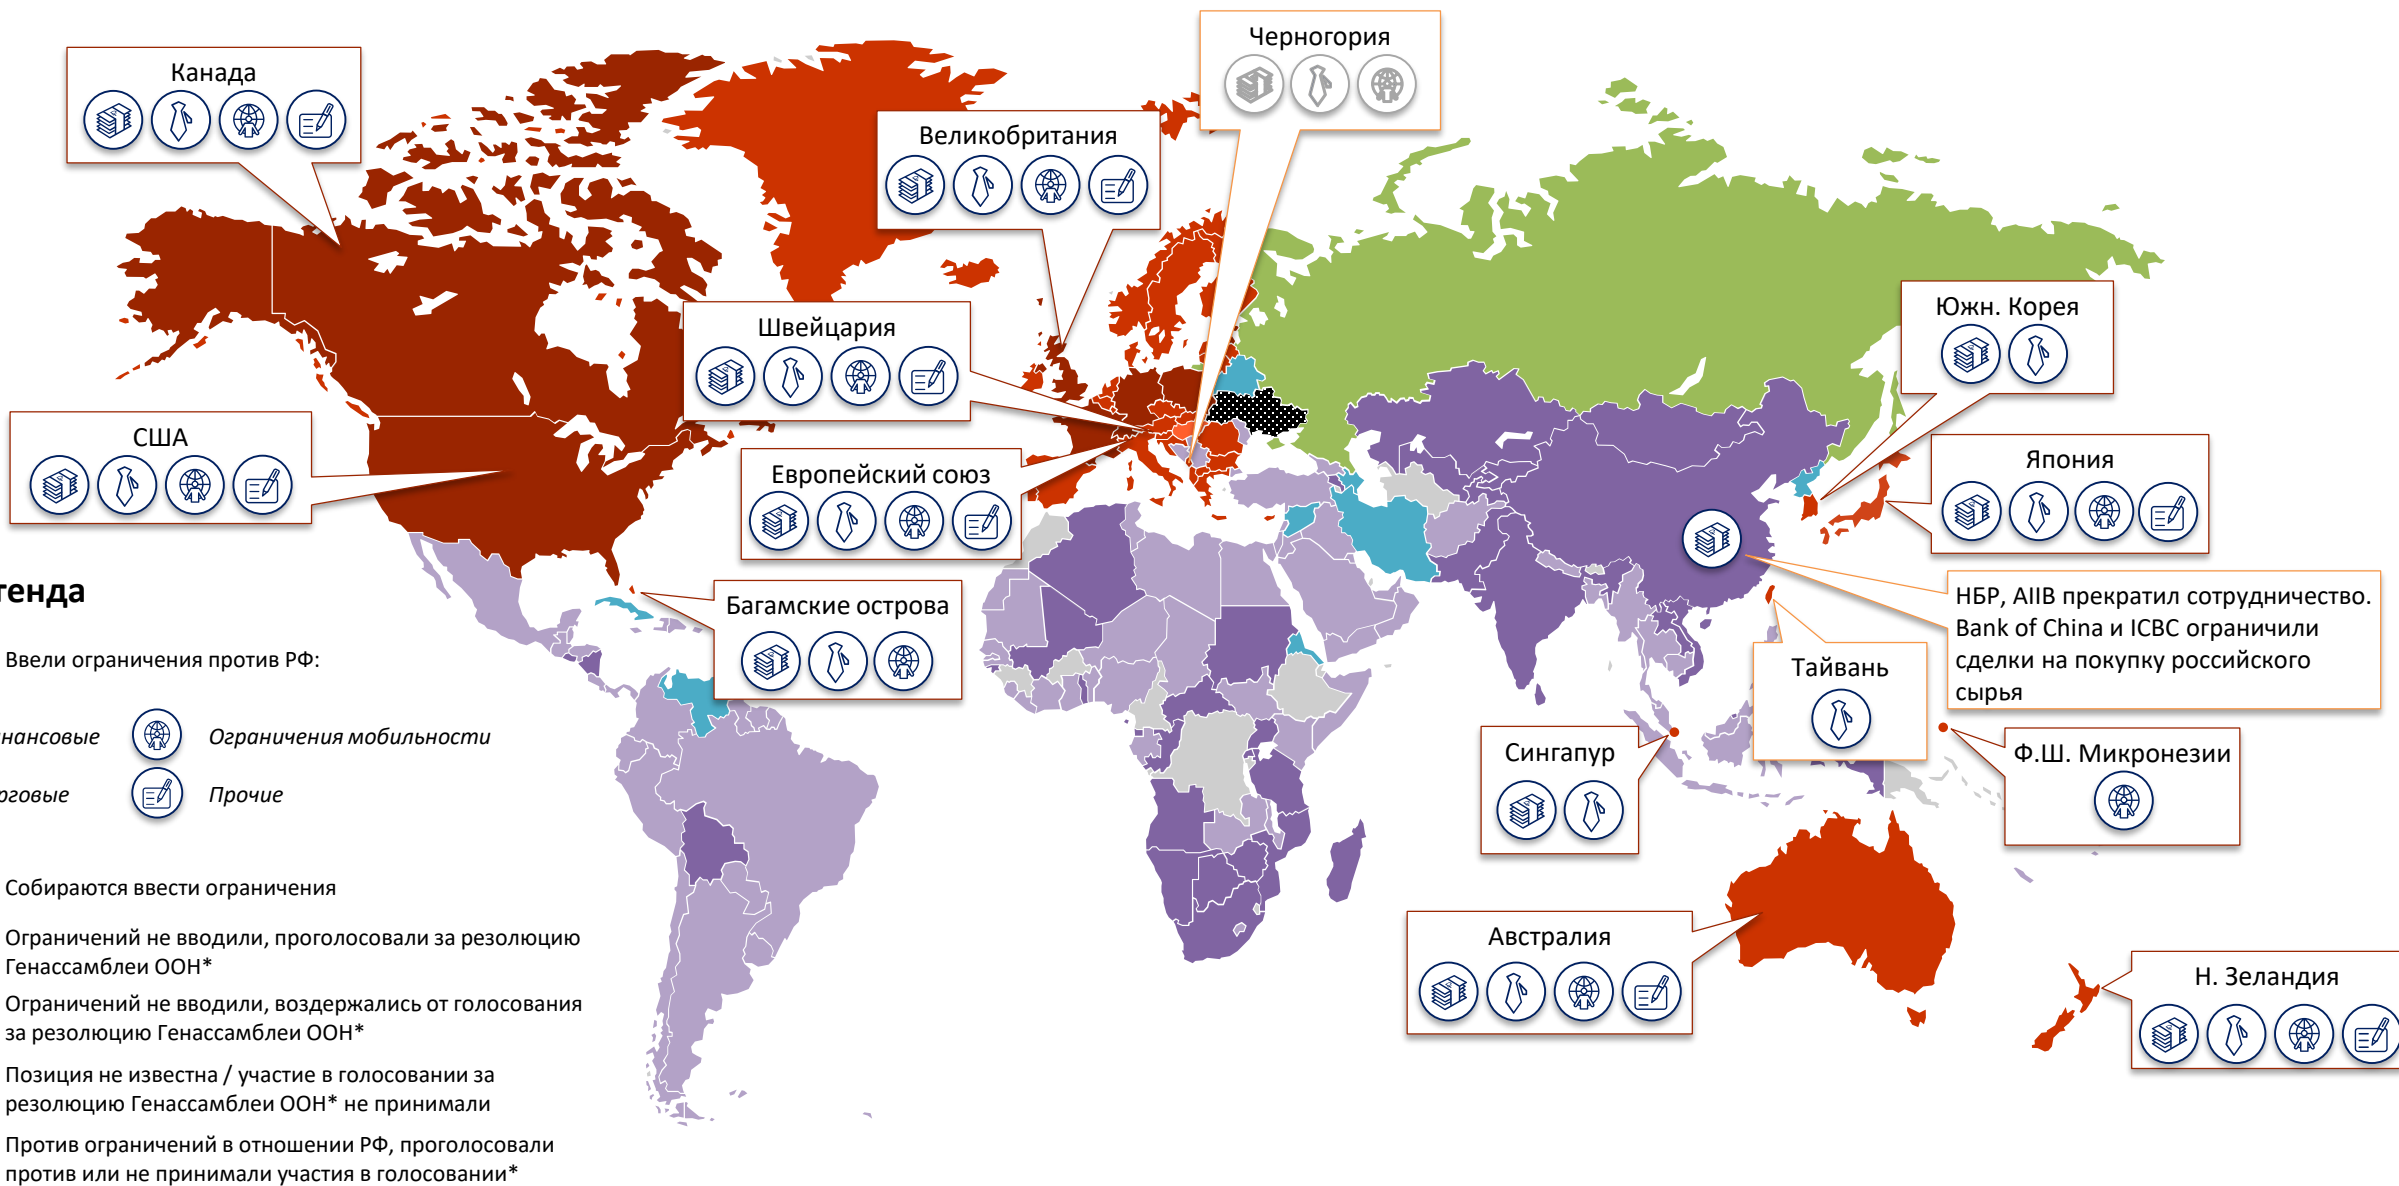 Черногория
Канада
Великобритания
Южн. Корея
Швейцария
США
Япония
Европейский союз
Багамские острова
НБР, AIIB прекратил сотрудничество.
Bank of China и ICBC ограничили
сделки на покупку российского
сырья
Тайвань
Сингапур
Ф.Ш. Микронезии
Австралия
Н. Зеландия
генда
Ввели ограничения против РФ:
нансовые
Ограничения мобильности
рговые
Прочие
Собираются ввести ограничения
Ограничений не вводили, проголосовали за резолюцию
Генассамблеи ООН*
Ограничений не вводили, воздержались от голосования
за резолюцию Генассамблеи ООН*
Позиция не известна / участие в голосовании за
резолюцию Генассамблеи ООН* не принимали
Против ограничений в отношении РФ, проголосовали
против или не принимали участия в голосовании*